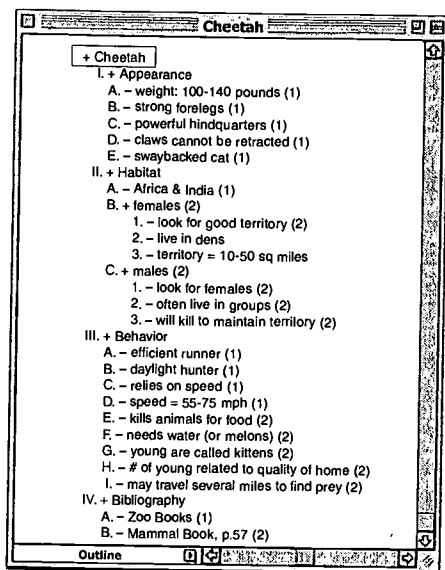 Cheetah
+ Cheetah
I. + Appearance
A. – weight: 100-140 pounds (1)
B. – strong forelegs (1)
C. – powerful hindquarters (1)
D. – claws cannot be retracted (1)
E. – swaybacked cat (1)
II. + Habitat
A. – Africa & India (1)
B. + females (2)
1. – look for good territory (2)
2. – live in dens
3. – territory = 10-50 sq miles
C. + males (2)
1. – look for females (2)
2. – often live in groups (2)
3. – will kill to maintain territory (2)
III. + Behavior
A. – efficient runner (1)
B. – daylight hunter (1)
C. – relies on speed (1)
D. – speed = 55-75 mph (1)
E. – kills animals for food (2)
F. – needs water (or melons) (2)
G. – young are called kittens (2)
H. – # of young related to quality of home (2)
I. – may travel several miles to find prey (2)
IV. + Bibliography
A. – Zoo Books (1)
B. – Mammal Book, p.57 (2)
Outline